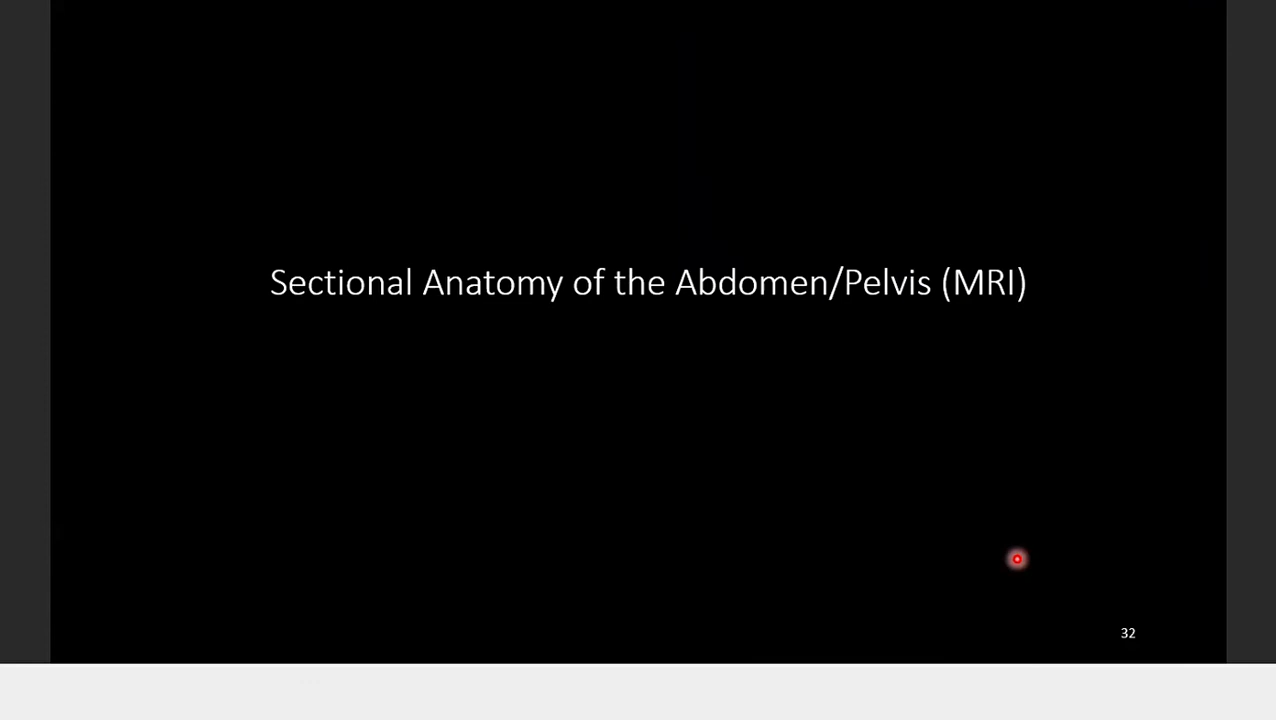 Sectional Anatomy of the Abdomen/Pelvis (MRI)
32